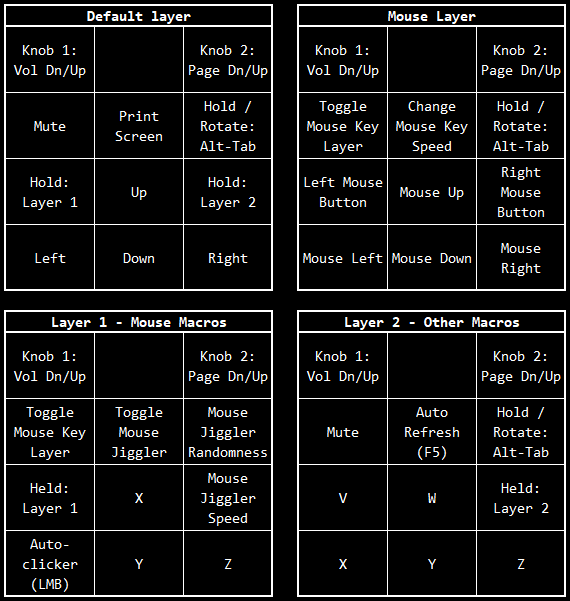 Default layer
Knob 1:
Vol Dn/Up
Knob 2:
Page Dn/Up
Mute
Print
Screen
Hold /
Rotate:
Alt-Tab
Hold:
Layer 1
Up
Hold:
Layer 2
Left
Down
Right
Mouse Layer
Knob 1:
Vol Dn/Up
Knob 2:
Page Dn/Up
Toggle
Mouse Key
Layer
Change
Mouse Key
Speed
Hold /
Rotate:
Alt-Tab
Left Mouse
Button
Mouse Up
Right
Mouse
Button
Mouse Left
Mouse Down
Mouse
Right
Layer 1 - Mouse Macros
Knob 1:
Vol Dn/Up
Knob 2:
Page Dn/Up
Toggle
Mouse Key
Layer
Toggle
Mouse
Jiggler
Mouse
Jiggler
Randomness
Held:
Layer 1
X
Mouse
Jiggler
Speed
Auto-
clicker
(LMB)
Y
Z
Layer 2 - Other Macros
Knob 1:
Vol Dn/Up
Knob 2:
Page Dn/Up
Mute
Auto
Refresh
(F5)
Hold /
Rotate:
Alt-Tab
V
W
Held:
Layer 2
X
Y
Z